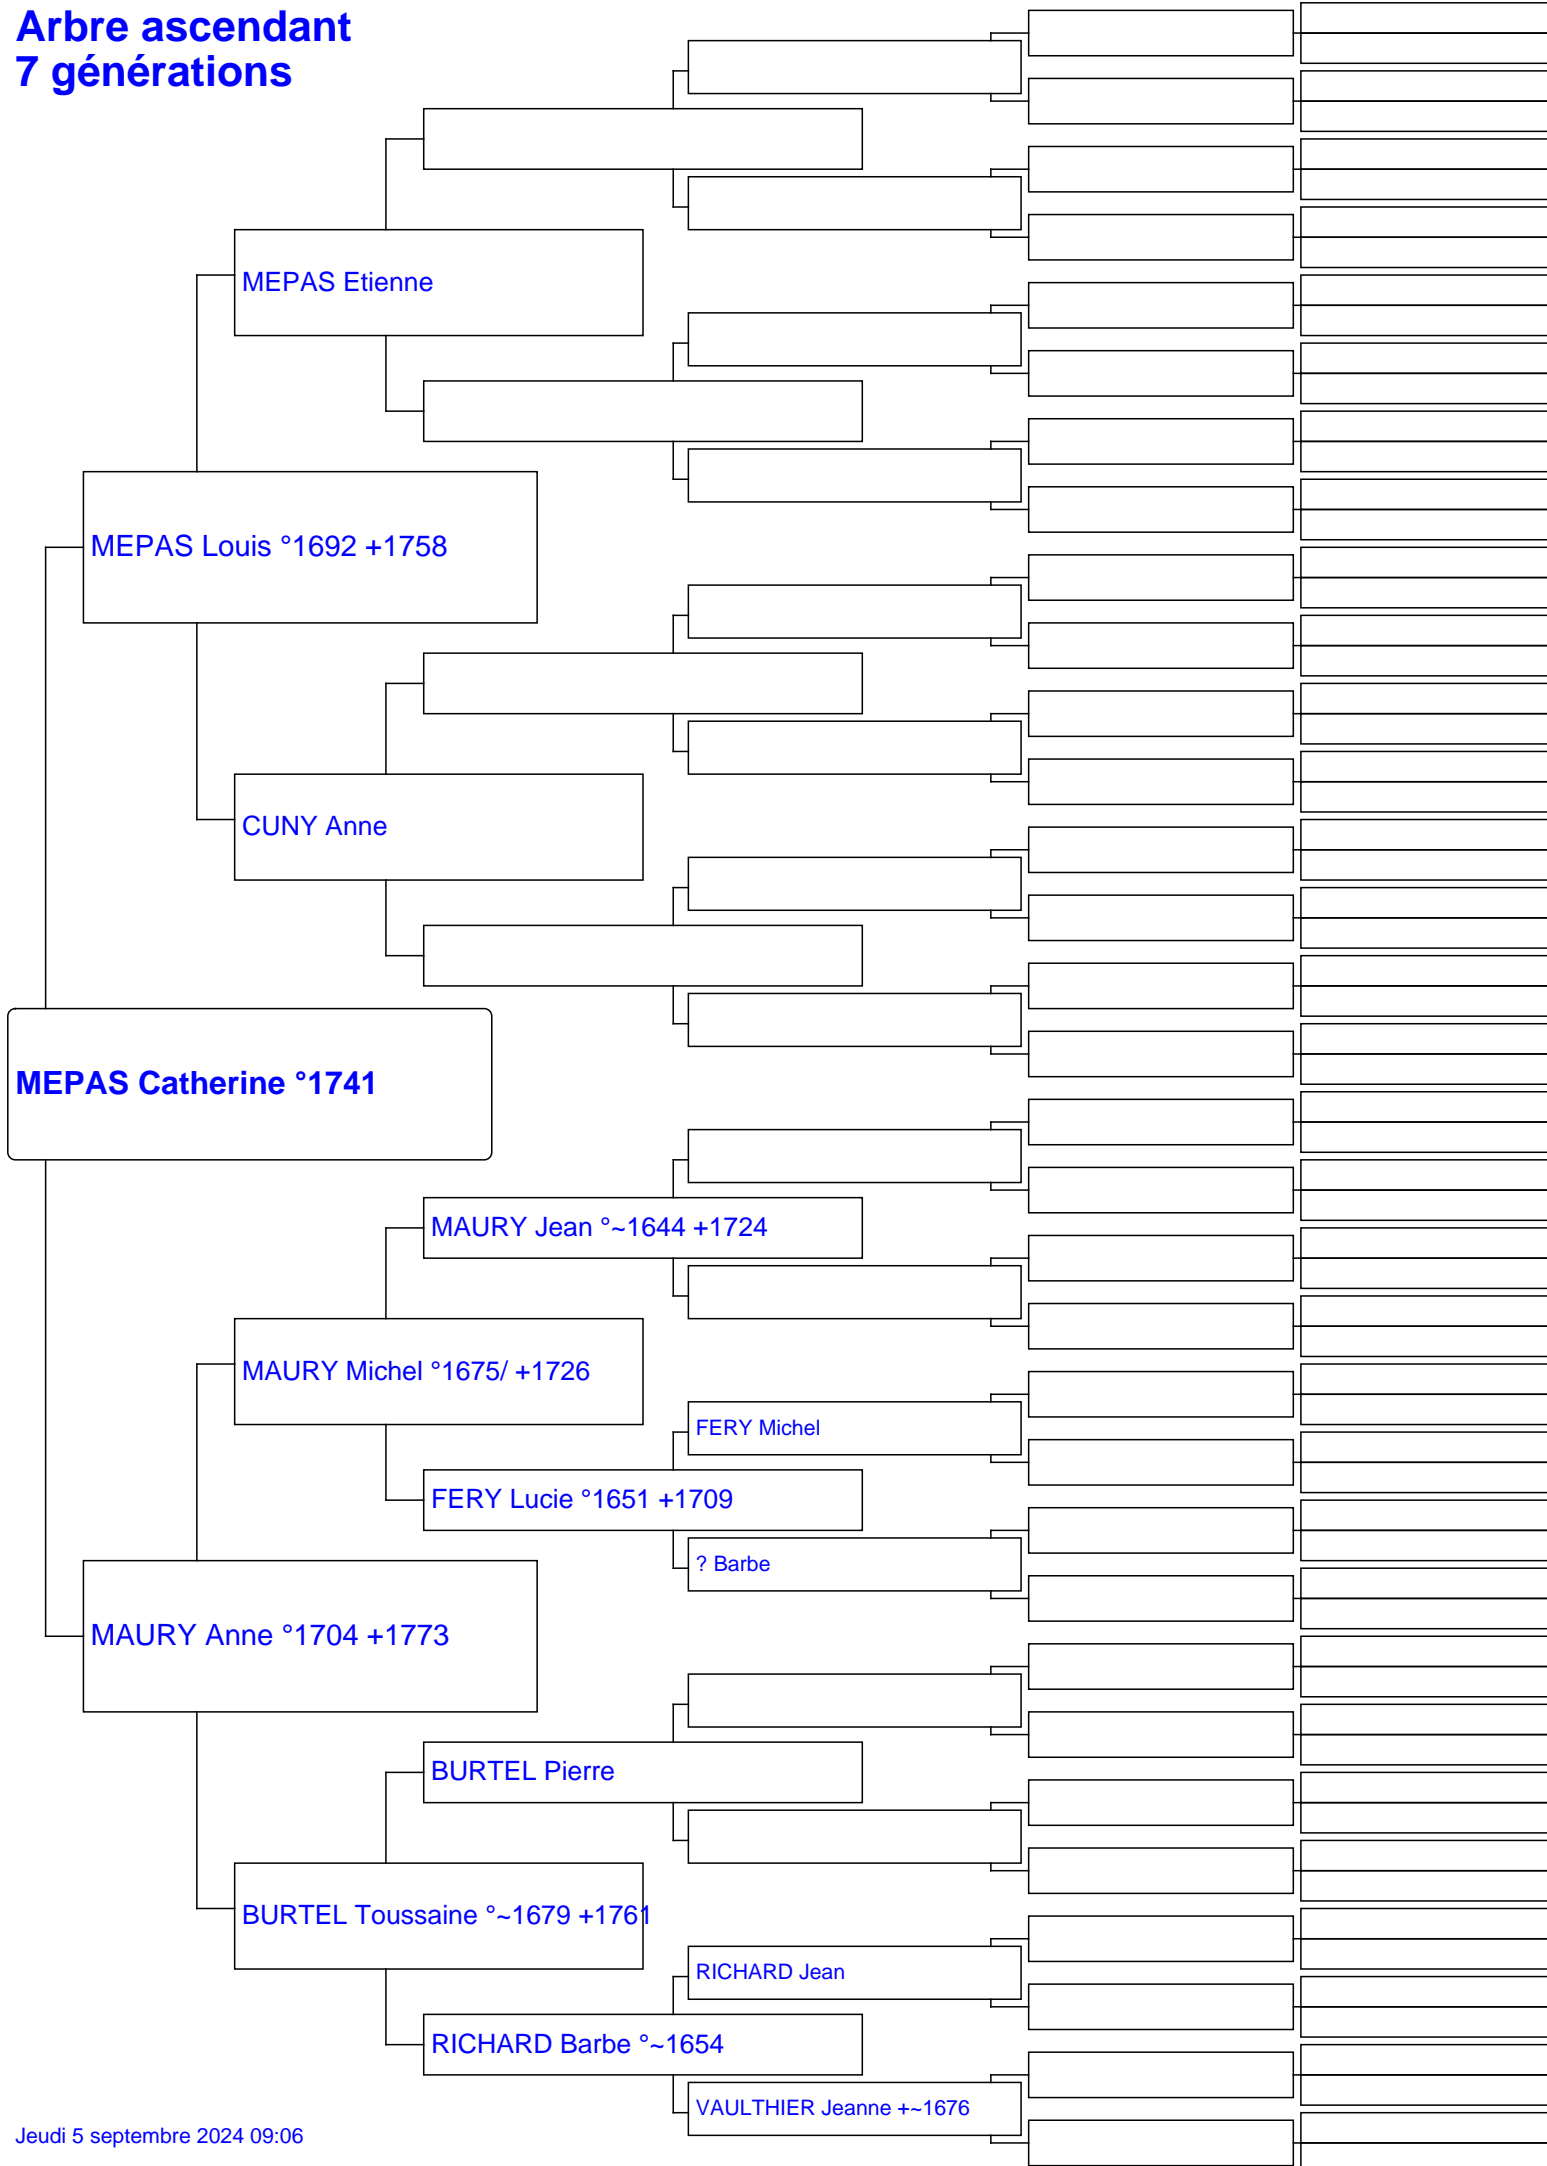 Arbre ascendant
7 générations
MEPAS Etienne
MEPAS Louis °1692 +1758
CUNY Anne
MEPAS Catherine °1741
MAURY Jean °~1644 +1724
MAURY Michel °1675/ +1726
FERY Michel
FERY Lucie °1651 +1709
? Barbe
MAURY Anne °1704 +1773
BURTEL Pierre
BURTEL Toussaine °~1679 +1761
RICHARD Jean
RICHARD Barbe °~1654
VAULTHIER Jeanne +~1676
Jeudi 5 septembre 2024 09:06